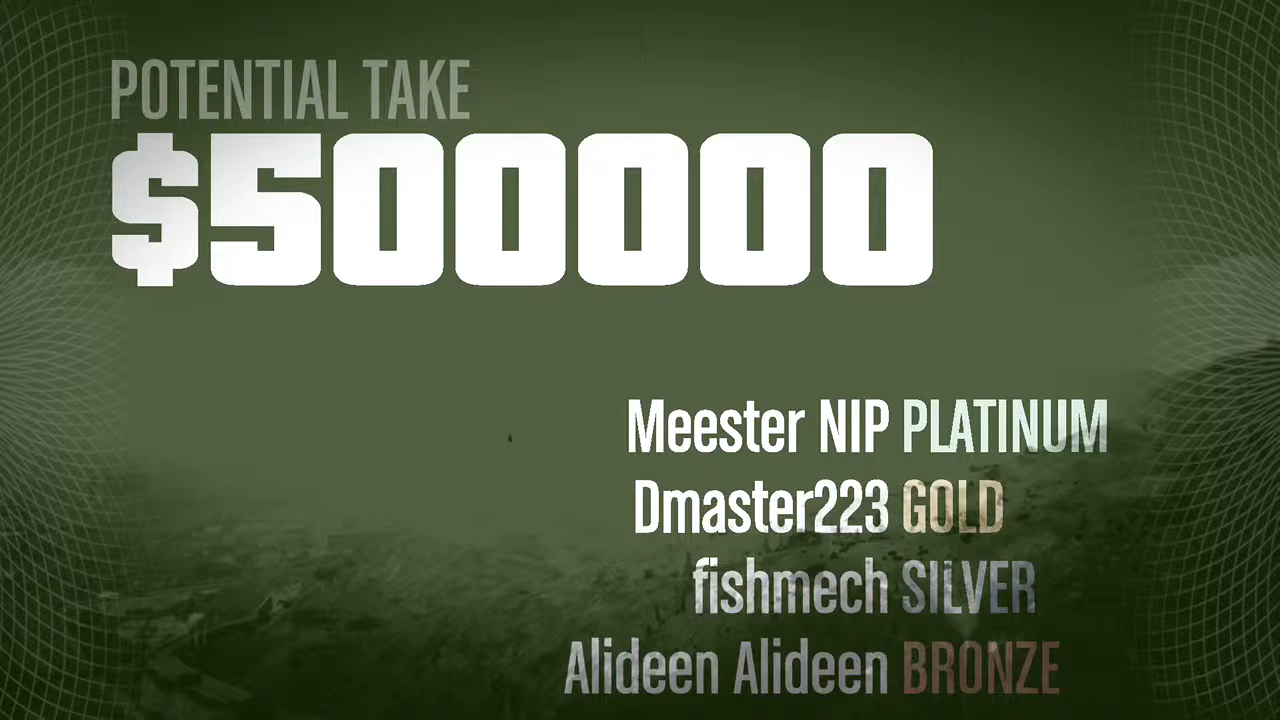 POTENTIAL TAKE
$500000
Meester NIP PLATINUM
Dmaster223 GOLD
fishmech SILVER
Alideen Alideen BRONZE